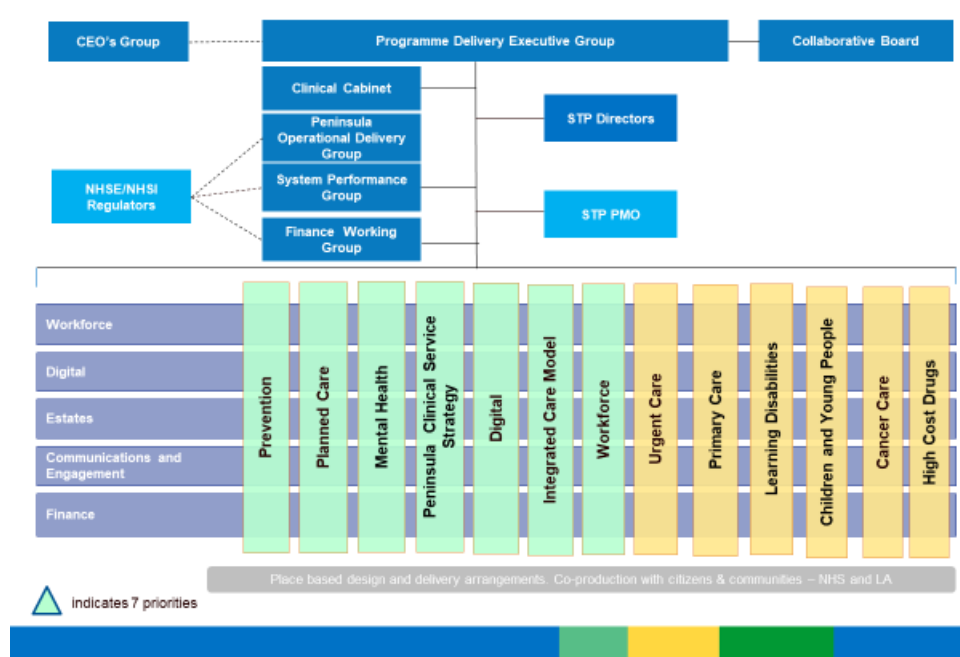 CEO's Group
Programme Delivery Executive Group
Collaborative Board
Clinical Cabinet
Peninsula
Operational Delivery
Group
STP Directors
NHSE/NHSI
Regulators
System Performance
Group
STP PMO
Finance Working
Group
Workforce
Digital
Estates
Communications and
Engagement
Finance
Prevention
Planned Care
Mental Health
Peninsula Clinical Service
Strategy
Digital
Integrated Care Model
Workforce
Urgent Care
Primary Care
Learning Disabilities
Children and Young People
Cancer Care
High Cost Drugs
Place based design and delivery arrangements. Co-production with citizens & communities – NHS and LA
indicates 7 priorities